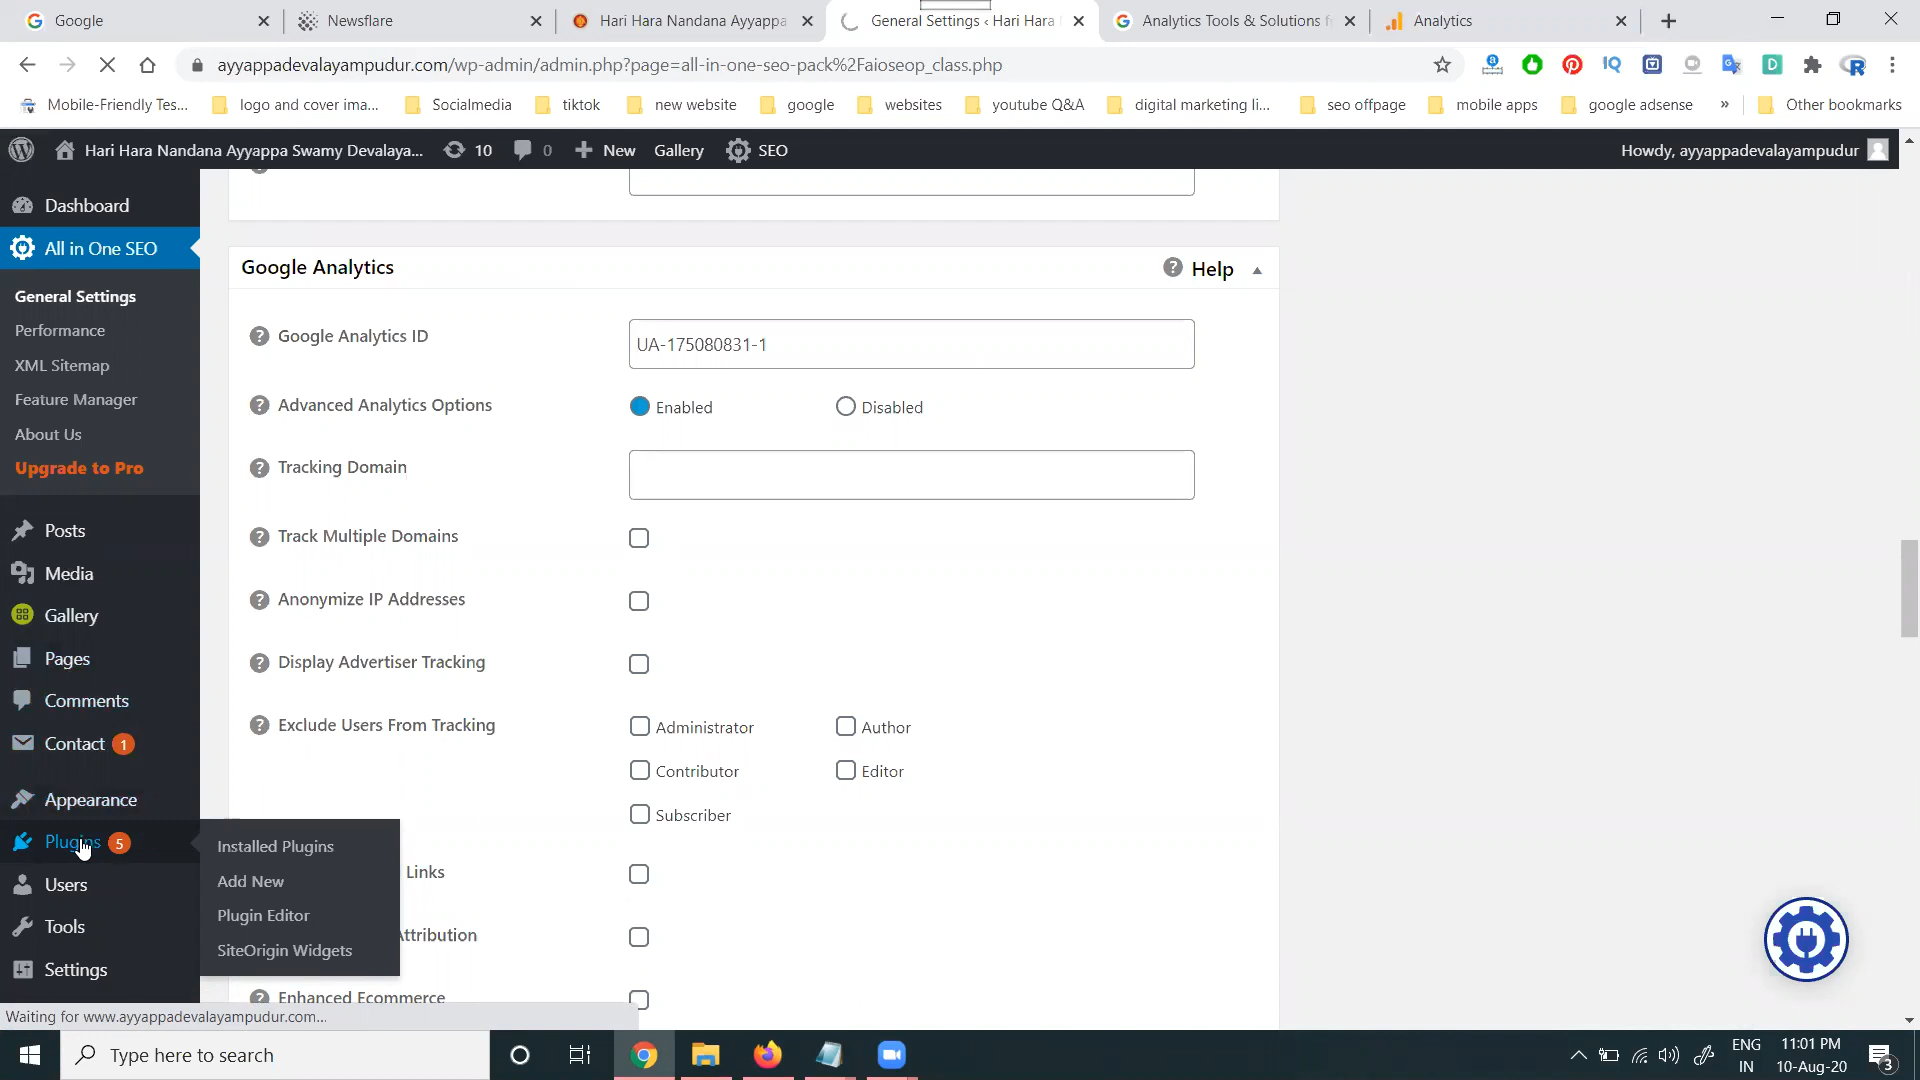 Google
Newsflare
Hari Hara Nandana Ayyappa
General Settings ‹ Hari Hara
Analytics Tools & Solutions f
Analytics
ayyappadevalayampudur.com/wp-admin/admin.php?page=all-in-one-seo-pack%2Faioseop_class.php
Mobile-Friendly Tes...
logo and cover ima...
Socialmedia
tiktok
new website
google
websites
youtube Q&A
digital marketing li...
seo offpage
mobile apps
google adsense
»
Other bookmarks
Hari Hara Nandana Ayyappa Swamy Devalaya...
10
0
New
Gallery
SEO
Howdy, ayyappadevalayampudur
Dashboard
All in One SEO
General Settings
Performance
XML Sitemap
Feature Manager
About Us
Upgrade to Pro
Posts
Media
Gallery
Pages
Comments
Contact 1
Appearance
Plugins 5
Users
Tools
Settings
Installed Plugins
Add New
Plugin Editor
SiteOrigin Widgets
Google Analytics
Help
Google Analytics ID
UA-175080831-1
Advanced Analytics Options
Enabled
Disabled
Tracking Domain
Track Multiple Domains
Anonymize IP Addresses
Display Advertiser Tracking
Exclude Users From Tracking
Administrator
Author
Contributor
Editor
Subscriber
Links
Attribution
Enhanced Ecommerce
Waiting for www.ayyappadevalayampudur.com...
Type here to search
ENG
IN
11:01 PM
10-Aug-20
3